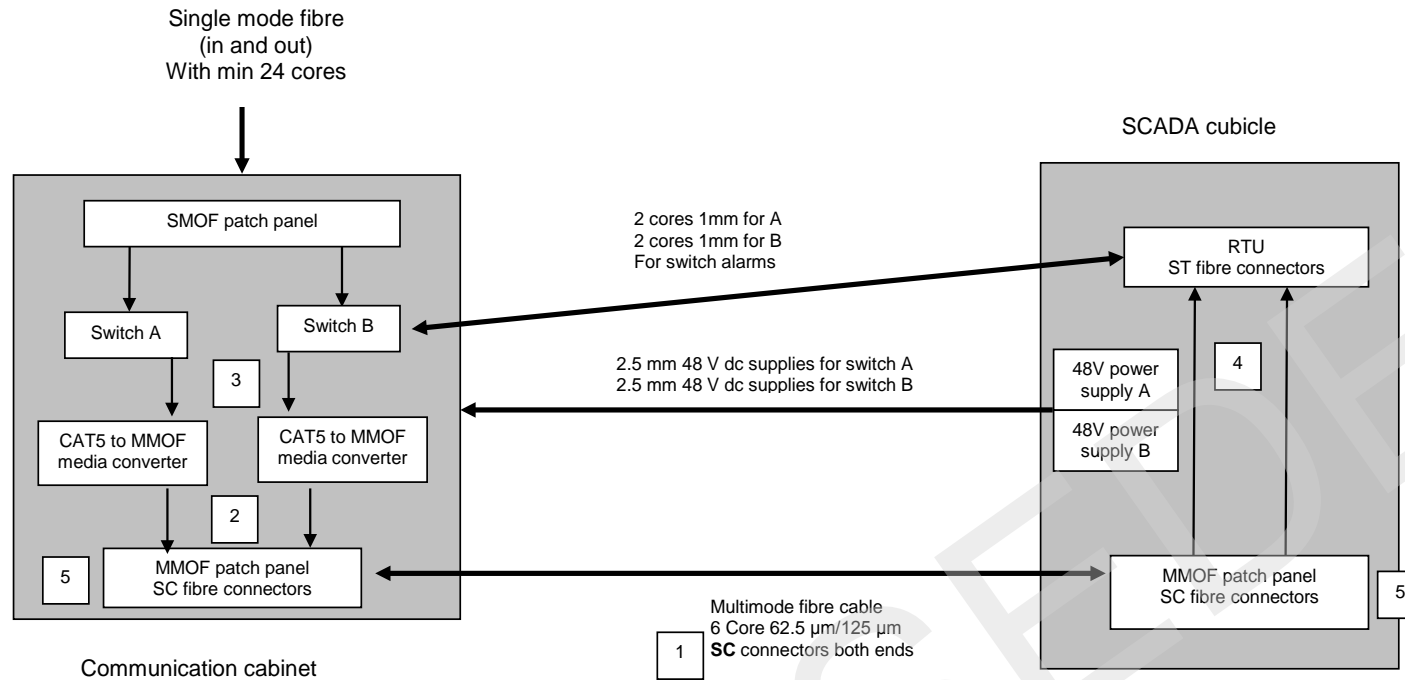 Single mode fibre
(in and out)
With min 24 cores
SCADA cubicle
SMOF patch panel
2 cores 1mm for A
2 cores 1mm for B
For switch alarms
RTU
ST fibre connectors
Switch A
Switch B
3
2.5 mm 48 V dc supplies for switch A
2.5 mm 48 V dc supplies for switch B
48V power
supply A
4
48V power
supply B
CAT5 to MMOF
media converter
CAT5 to MMOF
media converter
2
5
MMOF patch panel
SC fibre connectors
MMOF patch panel
SC fibre connectors
5
1
Multimode fibre cable
6 Core 62.5 µm/125 µm
SC connectors both ends
Communication cabinet